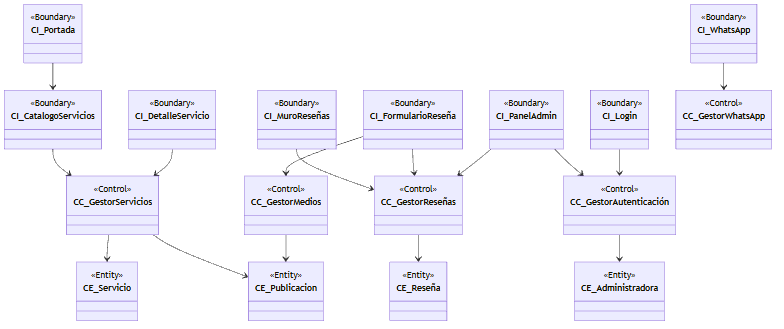 «Boundary»
CI_Portada
«Boundary»
CI_WhatsApp
«Boundary»
CI_CatalogoServicios
«Boundary»
CI_DetalleServicio
«Boundary»
CI_MuroReseñas
«Boundary»
CI_FormularioReseña
«Boundary»
CI_PanelAdmin
«Boundary»
CI_Login
«Control»
CC_GestorWhatsApp
«Control»
CC_GestorServicios
«Control»
CC_GestorMedios
«Control»
CC_GestorReseñas
«Control»
CC_GestorAutenticación
«Entity»
CE_Servicio
«Entity»
CE_Publicacion
«Entity»
CE_Reseña
«Entity»
CE_Administradora